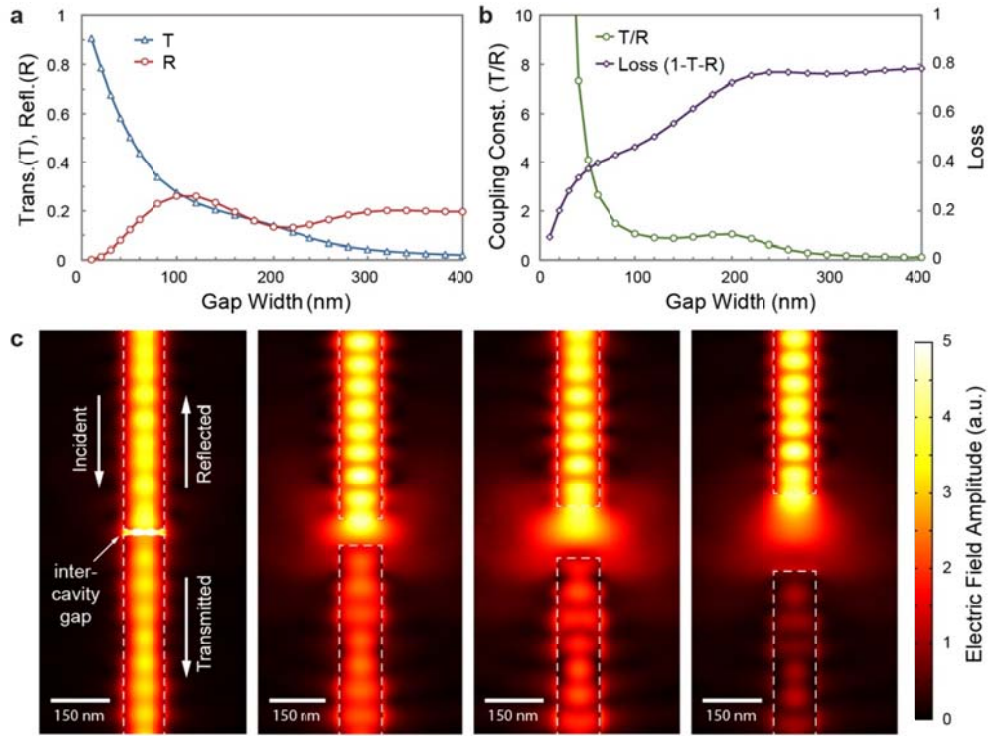 a
1
0.8
0.6
0.4
0.2
0
Trans.(T), Refl.(R)
T
R
0
100
200
300
400
Gap Width (nm)
b
10
8
6
4
2
0
Coupling Const. (T/R)
T/R
Loss (1-T-R)
1
0.8
0.6
0.4
0.2
0
Loss
0
100
200
300
400
Gap Width (nm)
c
Incident
Reflected
inter-
cavity
gap
Transmitted
150 nm
150 nm
150 nm
150 nm
5
4
3
2
1
0
Electric Field Amplitude (a.u.)